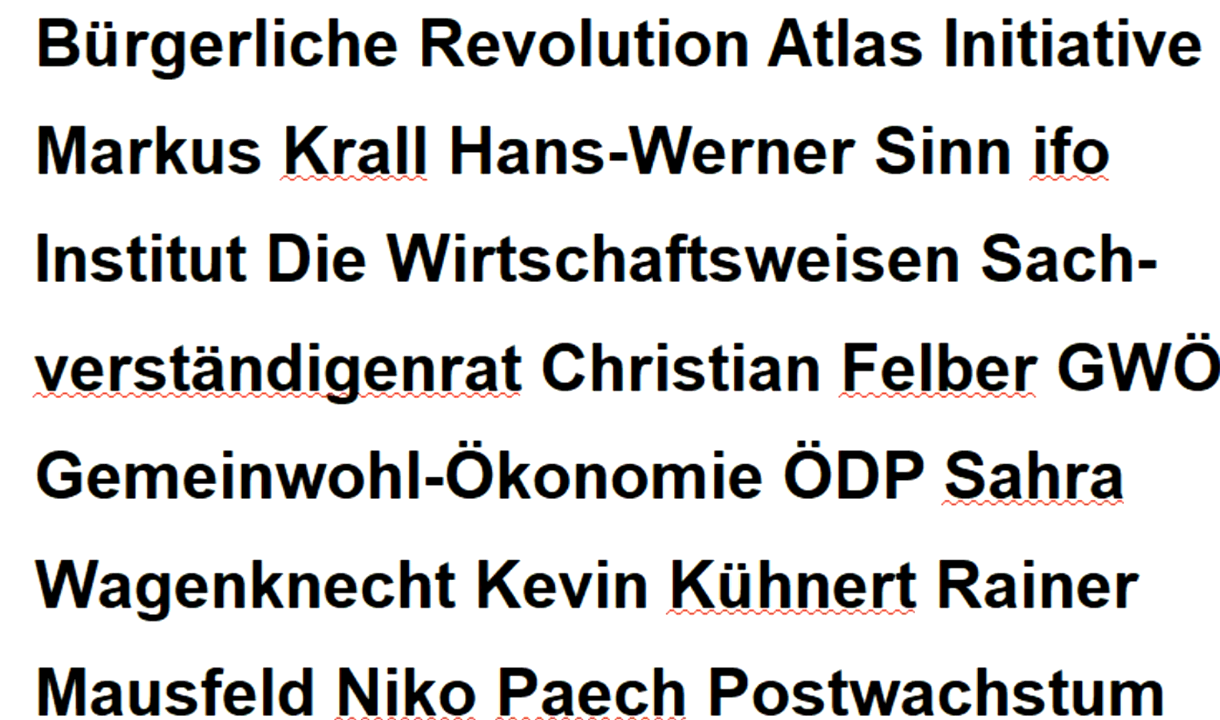 Bürgerliche Revolution Atlas Initiative
Markus Krall Hans-Werner Sinn ifo
Institut Die Wirtschaftsweisen Sach-
verständigenrat Christian Felber GWÖ
Gemeinwohl-Ökonomie ÖDP Sahra
Wagenknecht Kevin Kühnert Rainer
Mausfeld Niko Paech Postwachstum